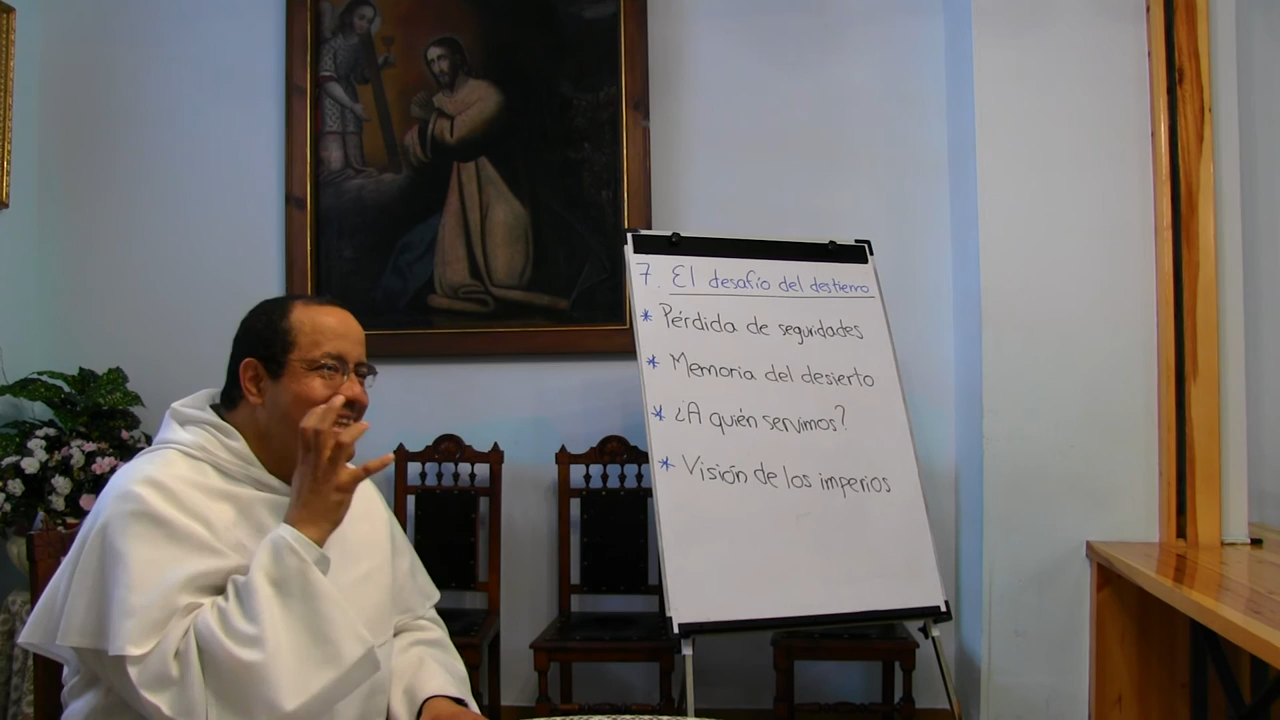 7. El desafío del destierro
* Pérdida de seguridades
* Memoria del desierto
* ¿A quién servimos?
* Visión de los imperios